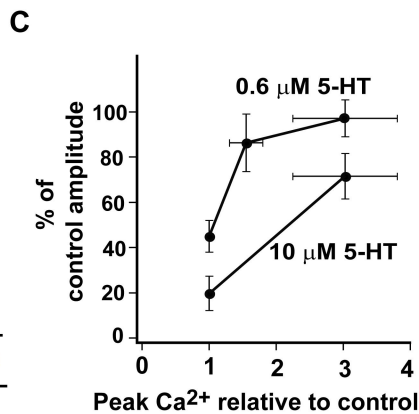 C
0.6 μM 5-HT
10 μM 5-HT
% of
control amplitude
100
80
60
40
20
0
0 1 2 3 4
Peak Ca2+ relative to control